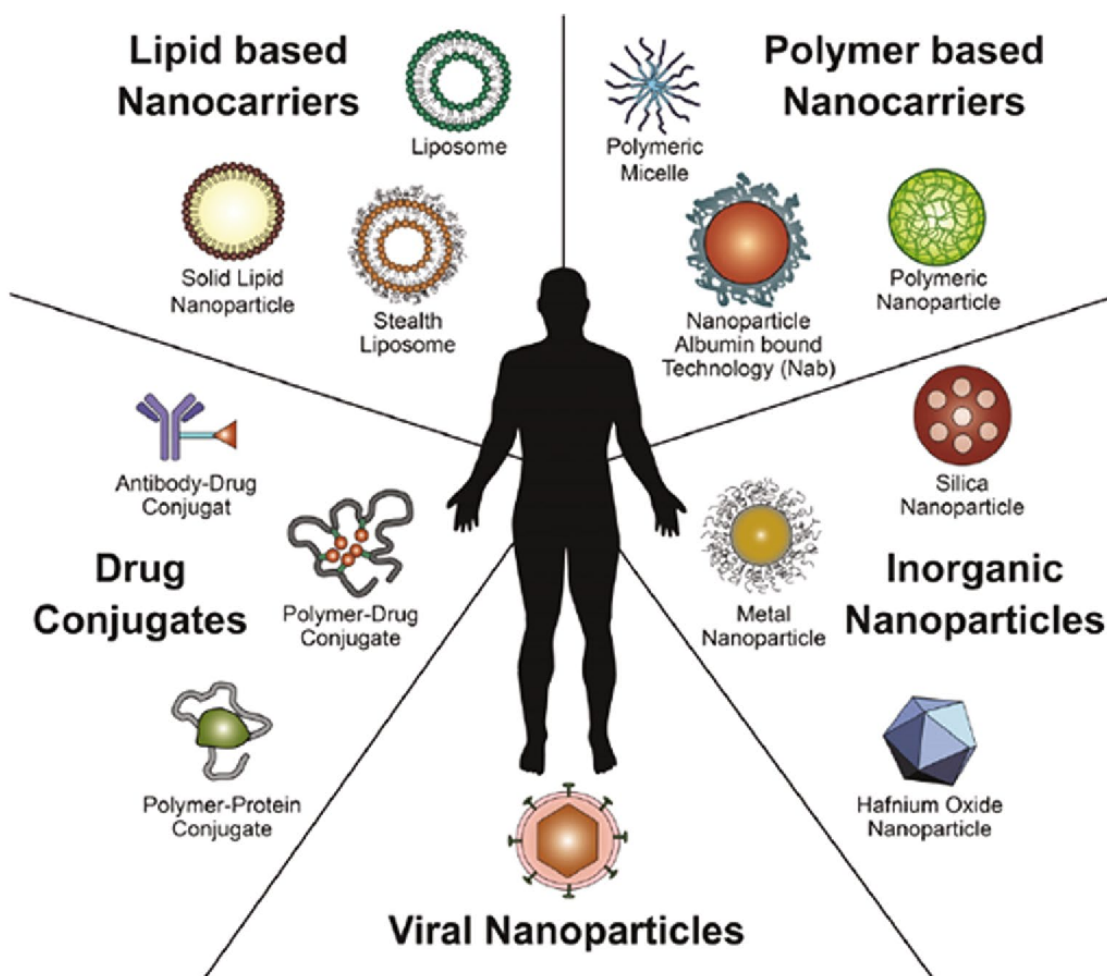 Lipid based
Nanocarriers
Liposome
Solid Lipid
Nanoparticle
Stealth
Liposome
Polymer based
Nanocarriers
Polymeric
Micelle
Nanoparticle
Albumin bound
Technology (Nab)
Polymeric
Nanoparticle
Antibody-Drug
Conjugat
Drug
Conjugates
Polymer-Drug
Conjugate
Polymer-Protein
Conjugate
Silica
Nanoparticle
Metal
Nanoparticle
Inorganic
Nanoparticles
Hafnium Oxide
Nanoparticle
Viral Nanoparticles